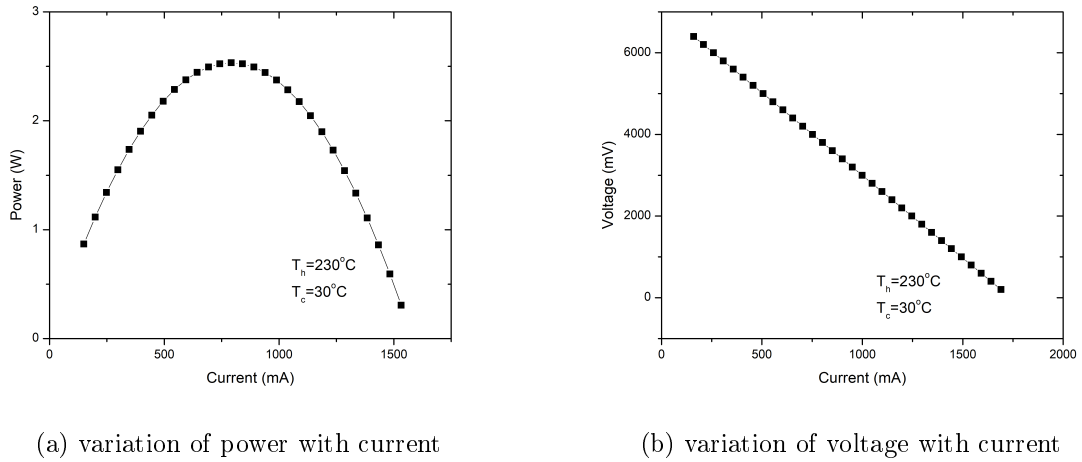 3
2
1
0
0
500
1000
1500
Power (W)
Current (mA)
T_h=230°C
T_c=30°C
(a) variation of power with current
6000
4000
2000
0
0
500
1000
1500
2000
Voltage (mV)
Current (mA)
T_h=230°C
T_c=30°C
(b) variation of voltage with current